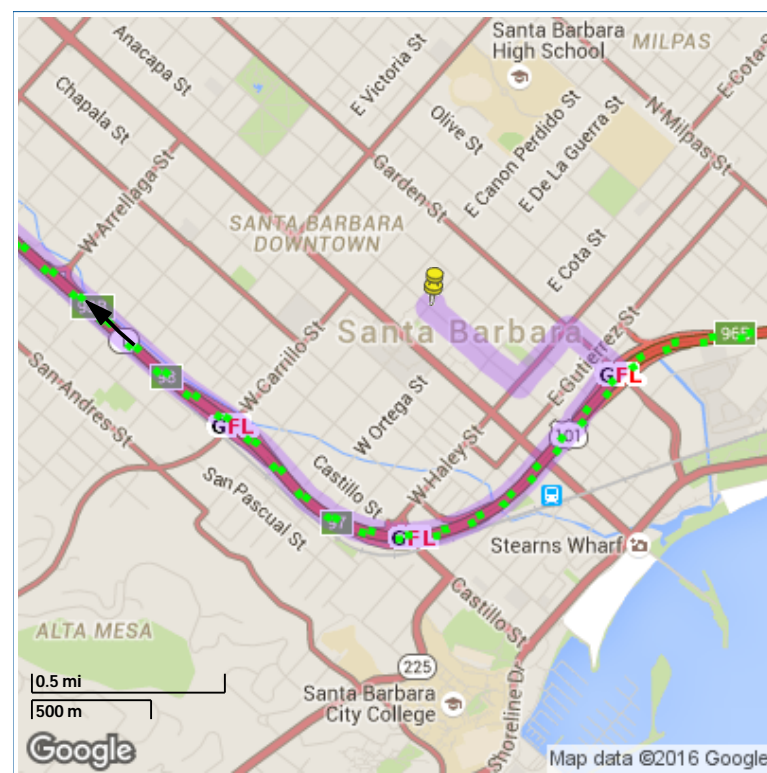 Santa Barbara
High School
MILPAS
Anacapa St
E Victoria St
E Cota S
Chapala St
Olive St
E Canon Perdido St
E De La Guerra St
N Milpas St
W Arrellaga St
Garden St
SANTA BARBARA
DOWNTOWN
E Cota St
Santa Barbara
965
W Carrillo St
E Gutierrez St
GFL
98
San Andres St
W Ortega St
GFL
101
W Haley St
Castillo St
San Pascual St
97
GFL
Stearns Wharf
Castillo St
ALTA MESA
225
0.5 mi
500 m
Santa Barbara
City College
Shoreline Dr
Google
Map data ©2016 Google